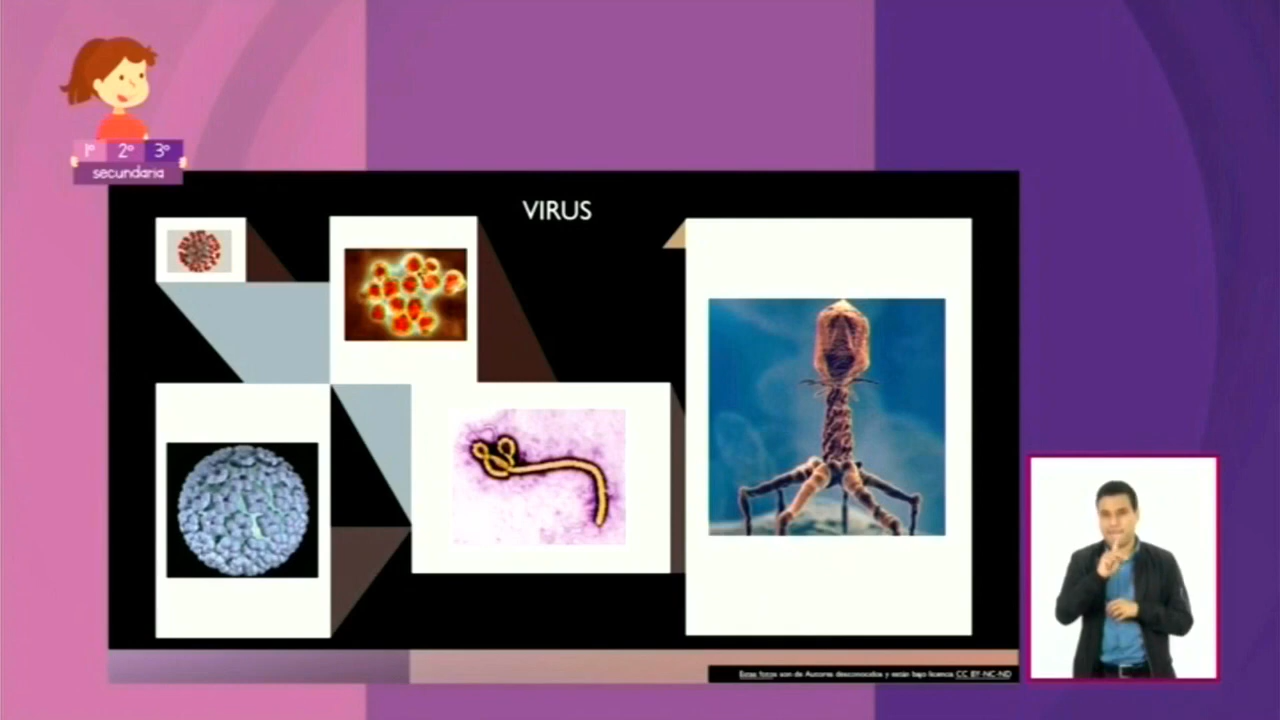 1° 2° 3°
secundaria
VIRUS
Estas fotos son de Autores desconocidos y están bajo licencia CC BY-NC-ND